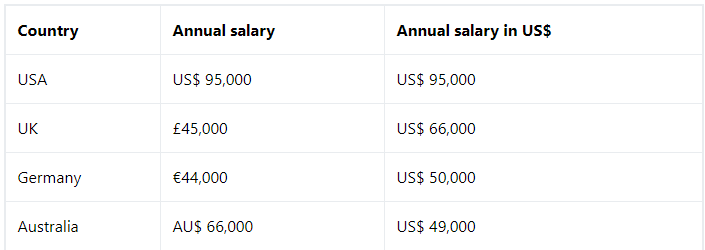 Country Annual salary Annual salary in US$
USA US$ 95,000 US$ 95,000
UK £45,000 US$ 66,000
Germany €44,000 US$ 50,000
Australia AU$ 66,000 US$ 49,000